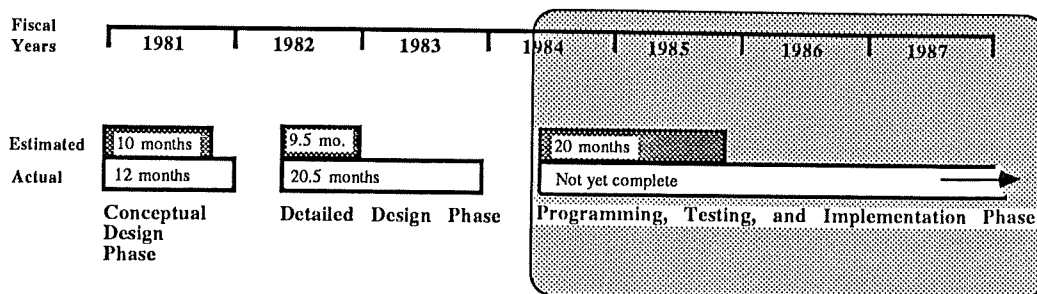 Fiscal
Years
1981 1982 1983 1984 1985 1986 1987
Estimated
10 months 9.5 mo. 20 months
Actual
12 months 20.5 months Not yet complete
Conceptual
Design
Phase
Detailed Design Phase
Programming, Testing, and Implementation Phase